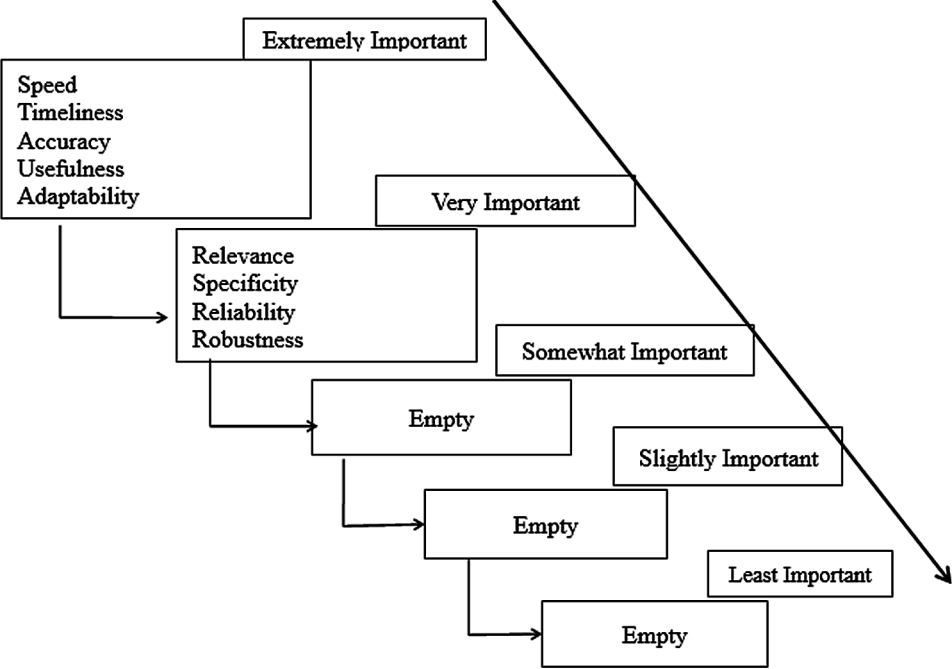 Extremely Important
Speed
Timeliness
Accuracy
Usefulness
Adaptability
Very Important
Relevance
Specificity
Reliability
Robustness
Somewhat Important
Empty
Slightly Important
Empty
Least Important
Empty